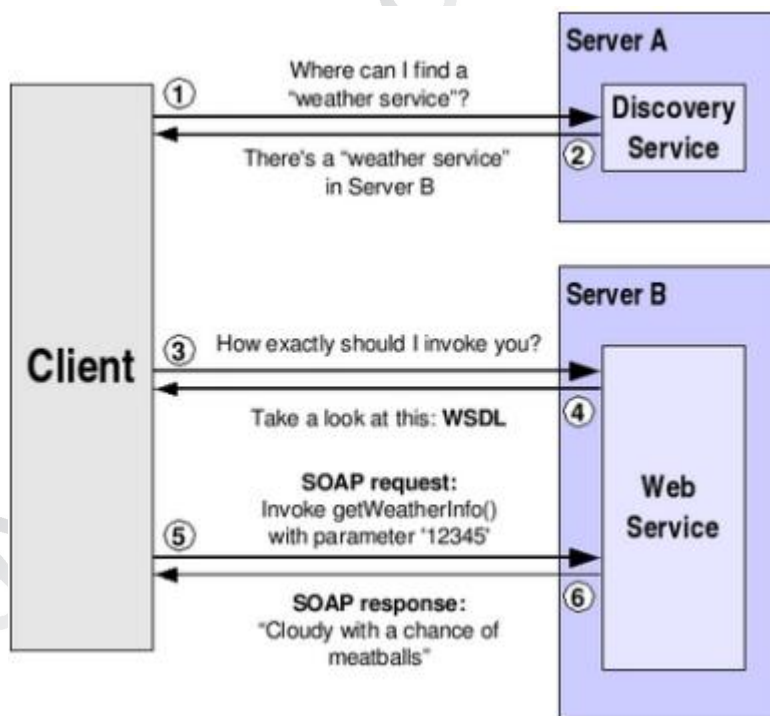 Server A
Where can I find a
“weather service”?
①
Discovery
Service
There's a “weather service”
in Server B
②
Server B
Client
③
How exactly should I invoke you?
Take a look at this: WSDL
④
SOAP request:
Invoke getWeatherInfo()
with parameter '12345'
⑤
Web
Service
⑥
SOAP response:
“Cloudy with a chance of
meatballs”